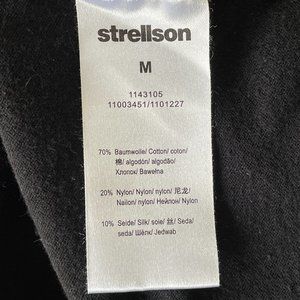 strellson
M
1143105
11003451/1101227
70% Baumwolle/ Cotton/ coton/
棉/ algodón/ algodão/
Хлопок/ Bawełna
20% Nylon/ Nylon/ nylon/ 尼龙/
Nailon/ nylon/ Нейлон/ Nylon
10% Seide/ Silk/ soie/ 丝/ Seda/
seda/ Шёлк/ Jedwab